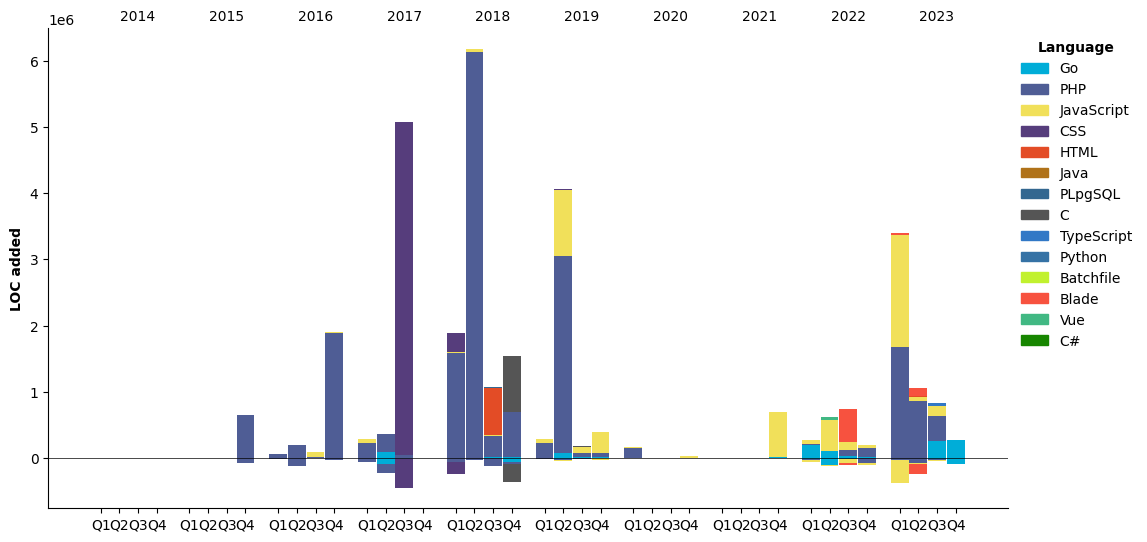 2014 2015 2016 2017 2018 2019 2020 2021 2022 2023
1e6
6
5
4
3
2
1
0
LOC added
Q1Q2Q3Q4 Q1Q2Q3Q4 Q1Q2Q3Q4 Q1Q2Q3Q4 Q1Q2Q3Q4 Q1Q2Q3Q4 Q1Q2Q3Q4 Q1Q2Q3Q4 Q1Q2Q3Q4 Q1Q2Q3Q4
Language
Go
PHP
JavaScript
CSS
HTML
Java
PLpgSQL
C
TypeScript
Python
Batchfile
Blade
Vue
C#